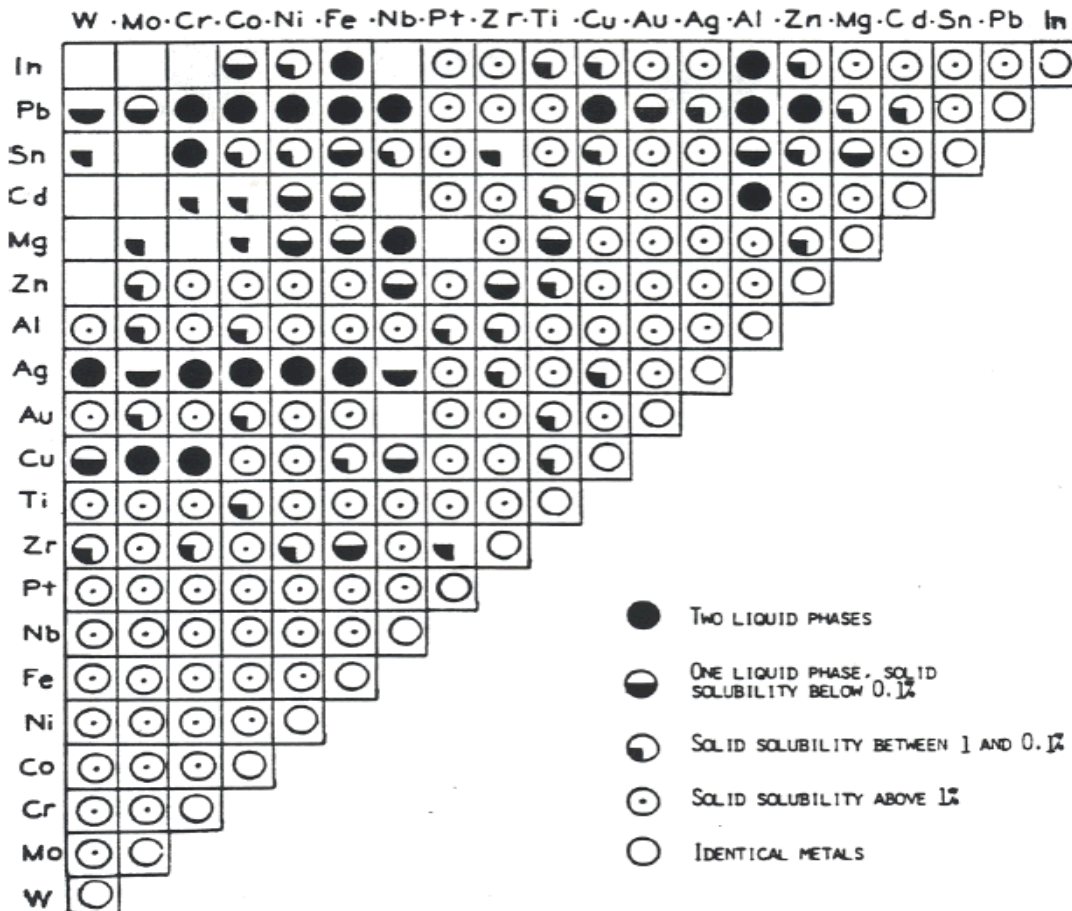 W ·Mo·Cr·Co·Ni·Fe·Nb·Pt·Zr·Ti·Cu·Au·Ag·Al·Zn·Mg·Cd·Sn·Pb·In
In
Pb
Sn
Cd
Mg
Zn
Al
Ag
Au
Cu
Ti
Zr
Pt
Nb
TWO LIQUID PHASES
Fe
ONE LIQUID PHASE, SOLID
SOLUBILITY BELOW 0.1%
Ni
SOLID SOLUBILITY BETWEEN 1 AND 0.1%
Co
SOLID SOLUBILITY ABOVE 1%
Cr
Mo
IDENTICAL METALS
W